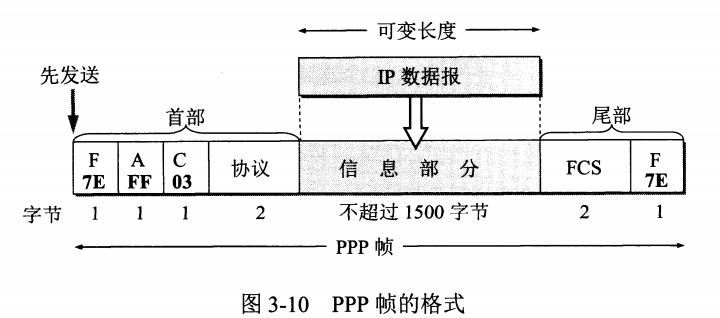 可变长度
先发送
IP 数据报
首部
尾部
F A C 协议 信息部分 FCS F
7E FF 03 7E
字节 1 1 1 2 不超过 1500 字节 2 1
PPP 帧
图 3-10 PPP 帧的格式